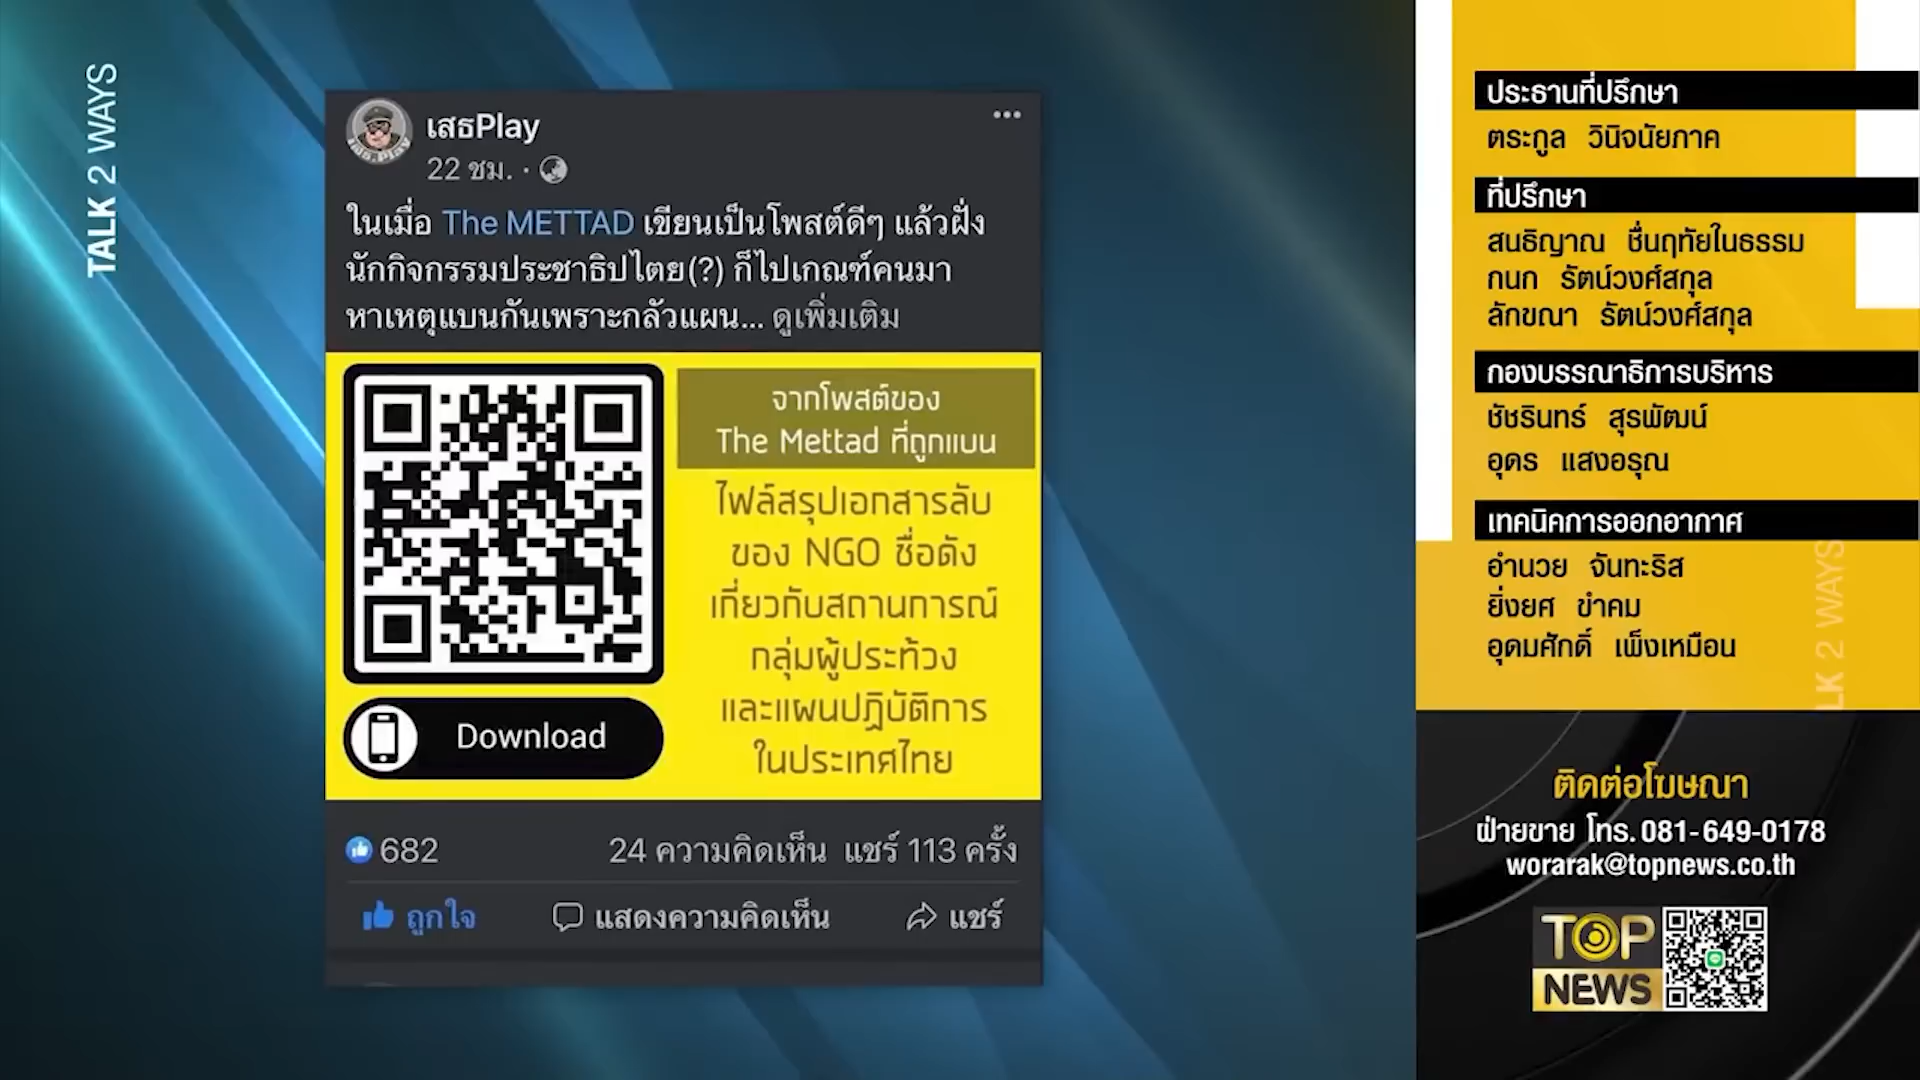 TALK 2 WAYS
เสธPlay
22 ชม. ·
ในเมื่อ The METTAD เขียนเป็นโพสต์ดีๆ แล้วฝั่ง
นักกิจกรรมประชาธิปไตย(?) ก็ไปเกณฑ์คนมา
หาเหตุแบนกันเพราะกลัวแผน... ดูเพิ่มเติม
จากโพสต์ของ
The Mettad ที่ถูกแบน
ไฟล์สรุปเอกสารลับ
ของ NGO ชื่อดัง
เกี่ยวกับสถานการณ์
กลุ่มผู้ประท้วง
และแผนปฏิบัติการ
ในประเทศไทย
Download
682
24 ความคิดเห็น แชร์ 113 ครั้ง
ถูกใจ
แสดงความคิดเห็น
แชร์
ประธานที่ปรึกษา
ตระกูล วินิจนัยภาค
ที่ปรึกษา
สนธิญาณ ชื่นฤทัยในธรรม
กนก รัตน์วงศ์สกุล
ลักขณา รัตน์วงศ์สกุล
กองบรรณาธิการบริหาร
ชัชรินทร์ สุรพัฒน์
อุดร แสงอรุณ
เทคนิคการออกอากาศ
อำนวย จันทะริส
ยิ่งยศ ขำคม
อุดมศักดิ์ เพ็งเหมือน
LK 2 WAYS
ติดต่อโฆษณา
ฝ่ายขาย โทร. 081-649-0178
worarak@topnews.co.th
TOP
NEWS